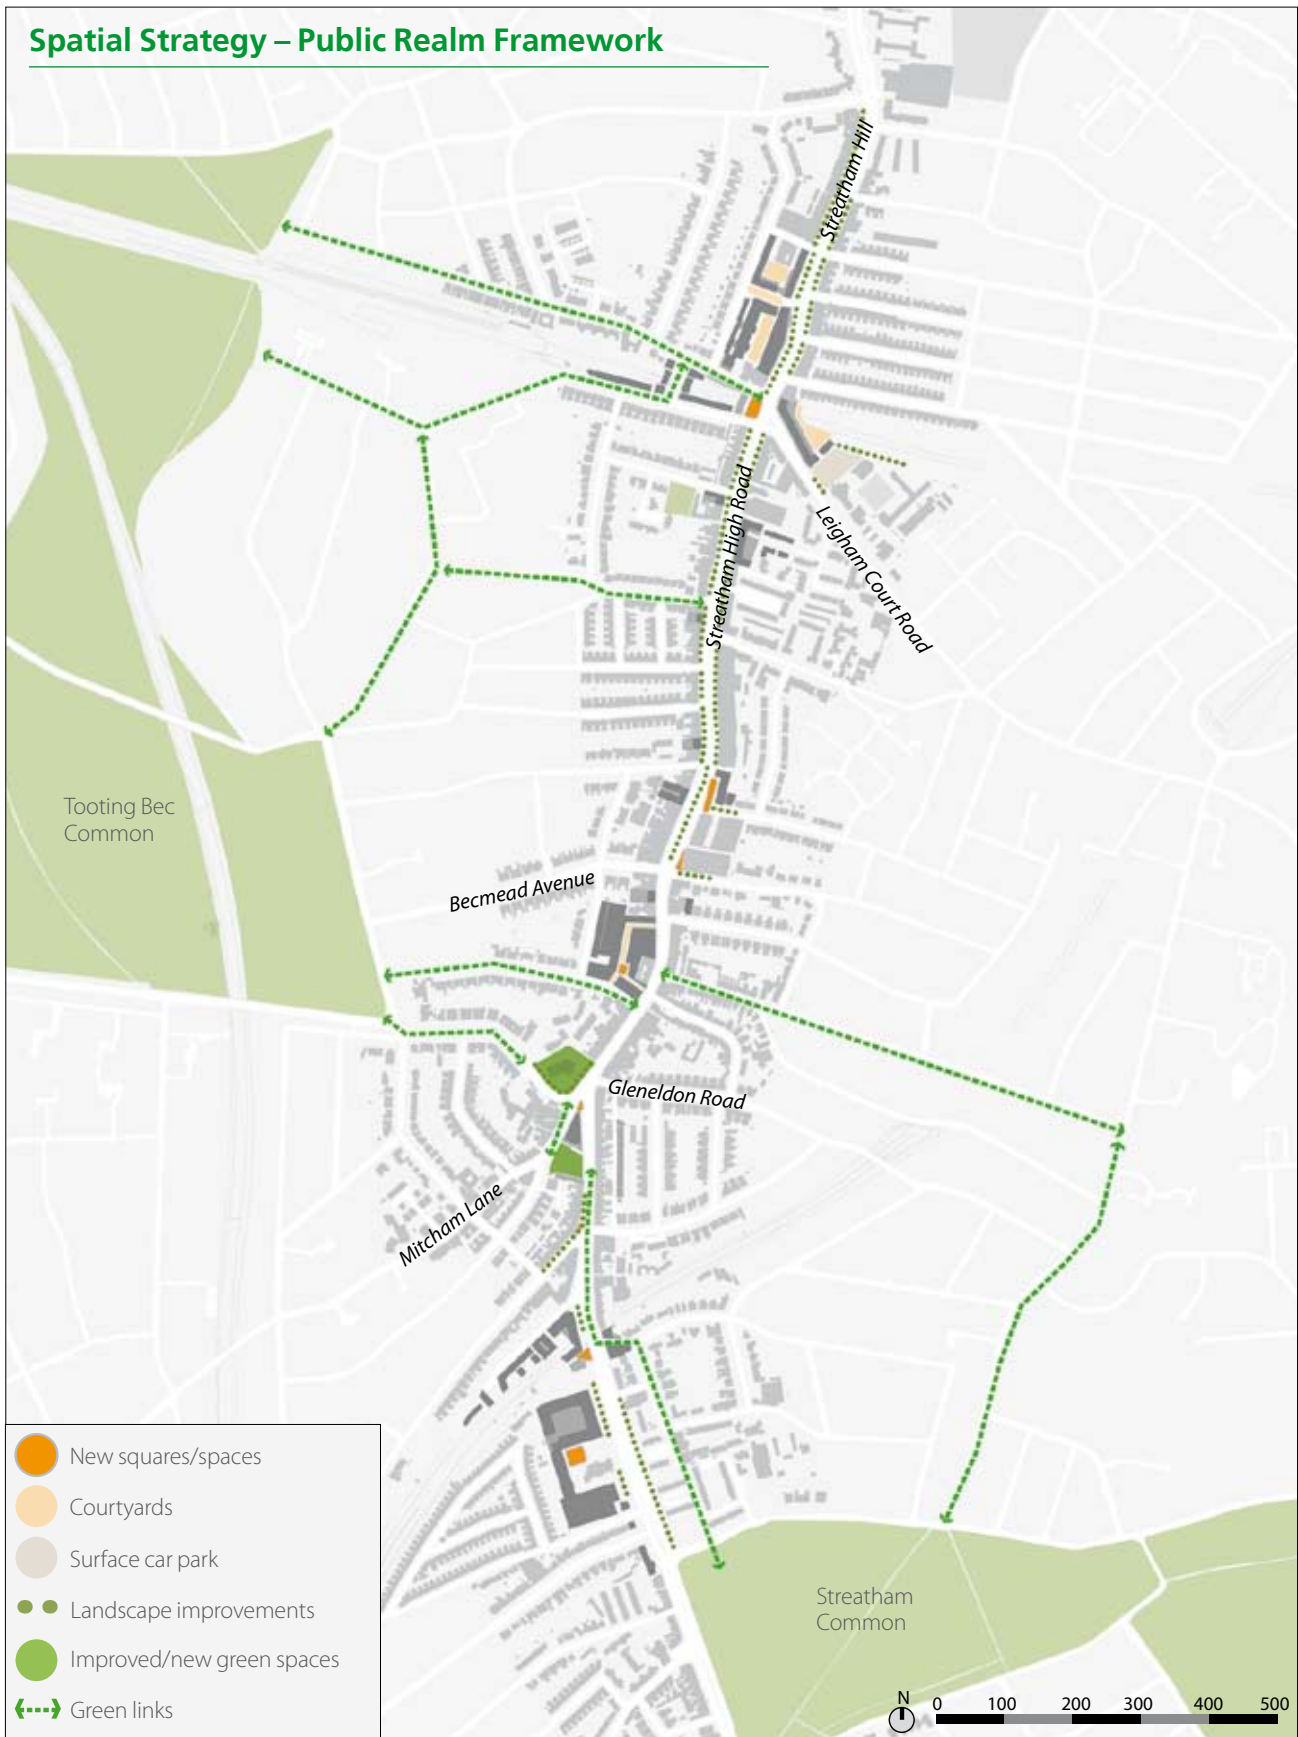 Spatial Strategy – Public Realm Framework
Streatham Hill
Streatham High Road
Leigham Court Road
Tooting Bec
Common
Becmead Avenue
Gleneldon Road
Mitcham Lane
New squares/spaces
Courtyards
Surface car park
Landscape improvements
Improved/new green spaces
Green links
Streatham
Common
N 0 100 200 300 400 500